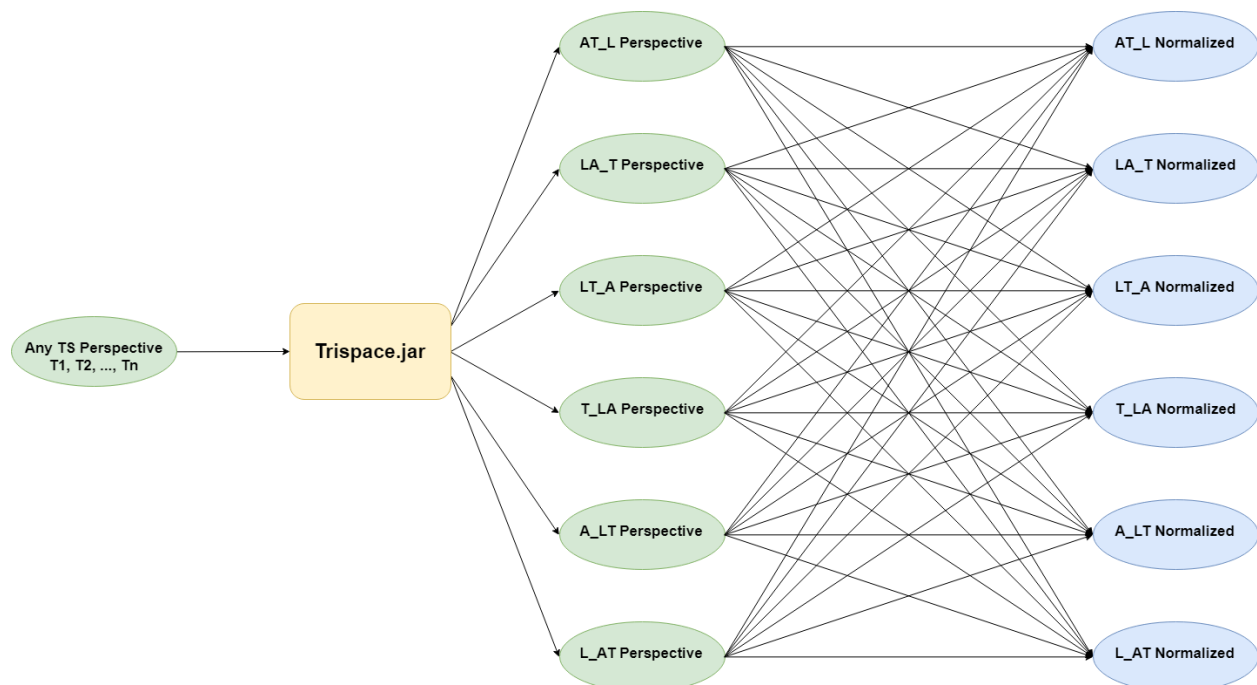 AT_L Perspective
AT_L Normalized
LA_T Perspective
LA_T Normalized
LT_A Perspective
LT_A Normalized
Any TS Perspective
T1, T2, ..., Tn
Trispace.jar
T_LA Perspective
T_LA Normalized
A_LT Perspective
A_LT Normalized
L_AT Perspective
L_AT Normalized